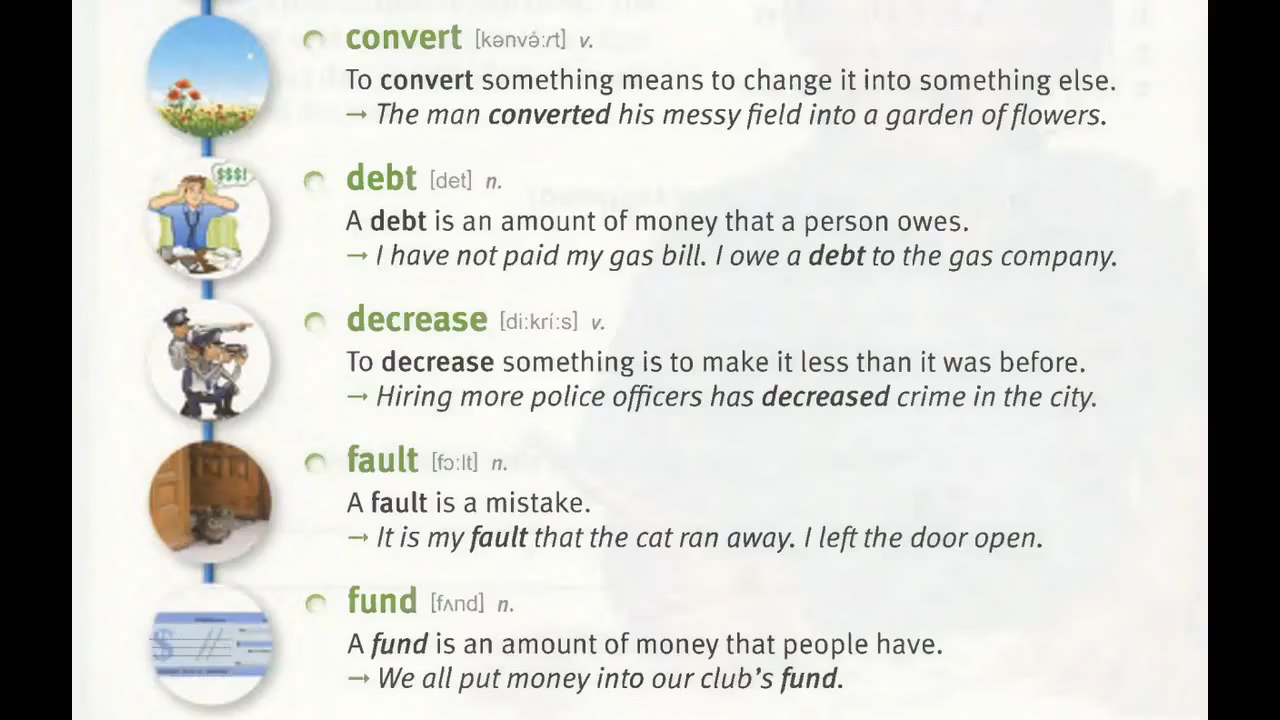 convert [kənvə́ːrt] v.
To convert something means to change it into something else.
→ The man converted his messy field into a garden of flowers.
$$$!
debt [det] n.
A debt is an amount of money that a person owes.
→ I have not paid my gas bill. I owe a debt to the gas company.
decrease [diːkríːs] v.
To decrease something is to make it less than it was before.
→ Hiring more police officers has decreased crime in the city.
fault [fɔːlt] n.
A fault is a mistake.
→ It is my fault that the cat ran away. I left the door open.
fund [fʌnd] n.
A fund is an amount of money that people have.
→ We all put money into our club's fund.
$